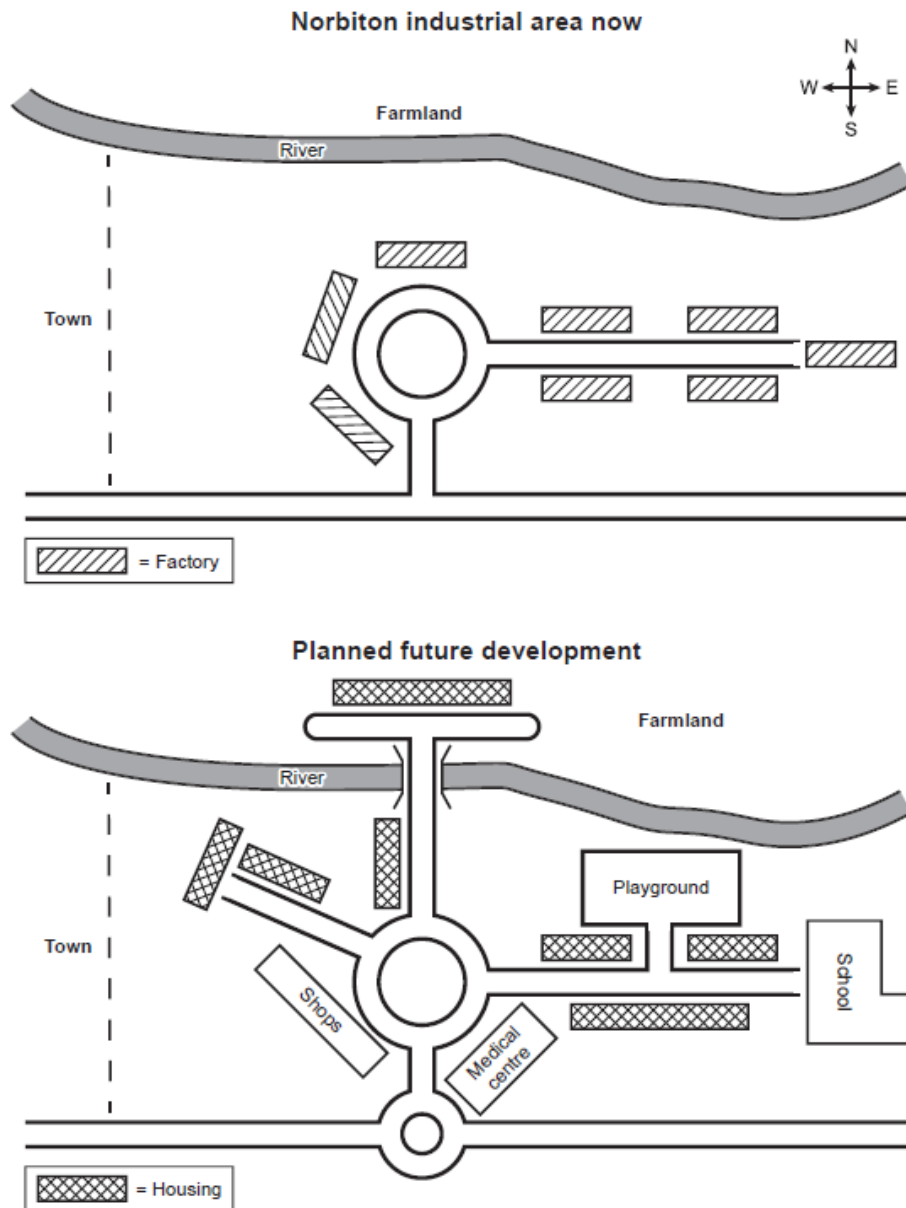 Norbiton industrial area now
N
W E
S
Farmland
River
Town
= Factory
Planned future development
Farmland
River
Playground
Town
School
Shops
Medical
centre
= Housing